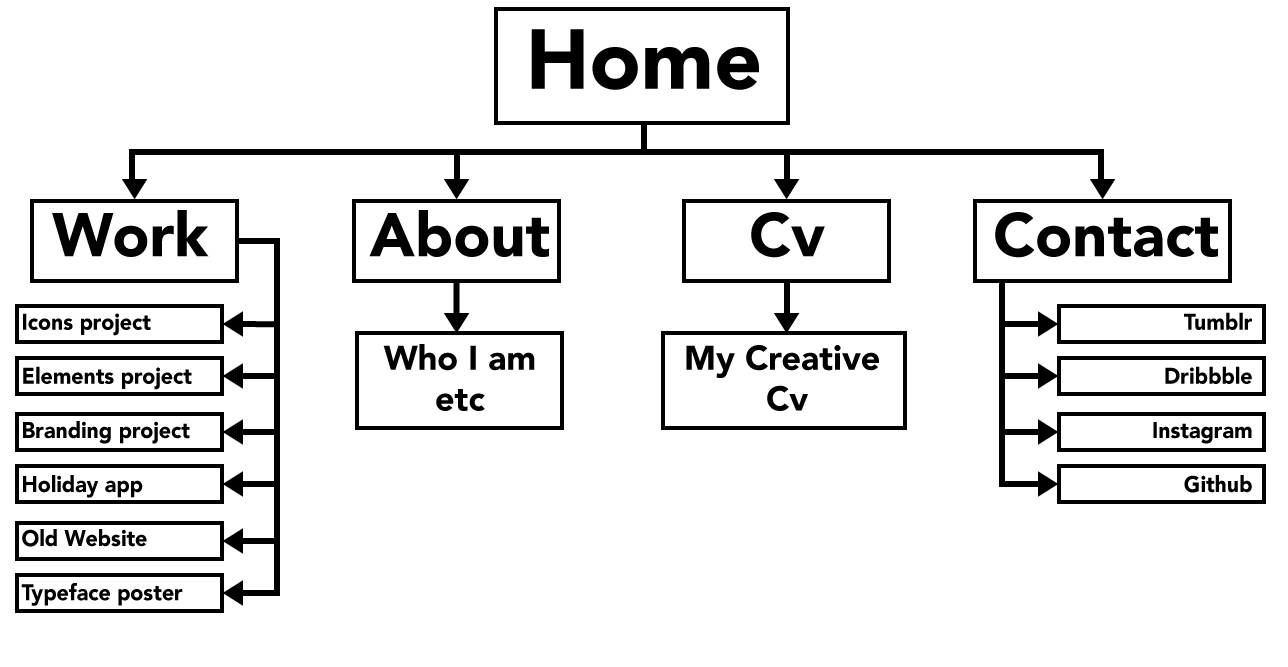 Home
Work
About
Cv
Contact
Icons project
Elements project
Branding project
Holiday app
Old Website
Typeface poster
Who I am
etc
My Creative
Cv
Tumblr
Dribbble
Instagram
Github